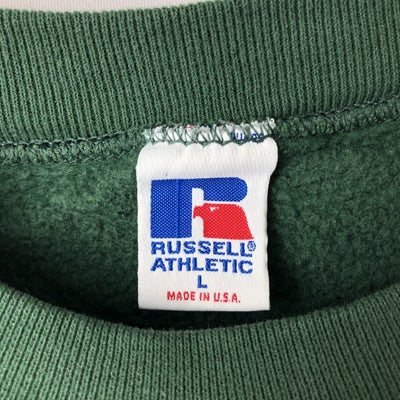 R
RUSSELL®
ATHLETIC
L
MADE IN U.S.A.